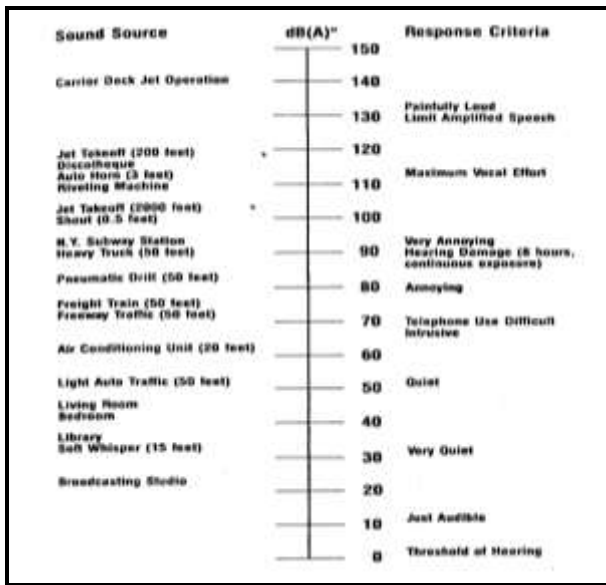 Sound Source
Carrier Deck Jet Operation
Jet Takeoff (200 feet)
Discotheque
Auto Horn (3 feet)
Riveting Machine
Jet Takeoff (2000 feet)
Shout (0.5 feet)
N.Y. Subway Station
Heavy Truck (50 feet)
Pneumatic Drill (50 feet)
Freight Train (50 feet)
Freeway Traffic (50 feet)
Air Conditioning Unit (20 feet)
Light Auto Traffic (50 feet)
Living Room
Bedroom
Library
Soft Whisper (15 feet)
Broadcasting Studio
dB(A)*
150
140
130
120
110
100
90
80
70
60
50
40
30
20
10
0
Response Criteria
Painfully Loud
Limit Amplified Speech
Maximum Vocal Effort
Very Annoying
Hearing Damage (8 hours,
continuous exposure)
Annoying
Telephone Use Difficult
Intrusive
Quiet
Very Quiet
Just Audible
Threshold of Hearing